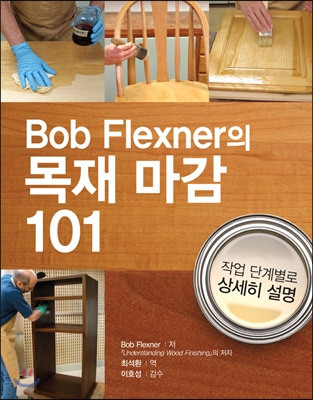 Bob Flexner의
목재 마감
101
작업 단계별로
상세히 설명
Bob Flexner : 저
『Understanding Wood Finishing』의 저자
최석환 : 역
이호성 : 감수